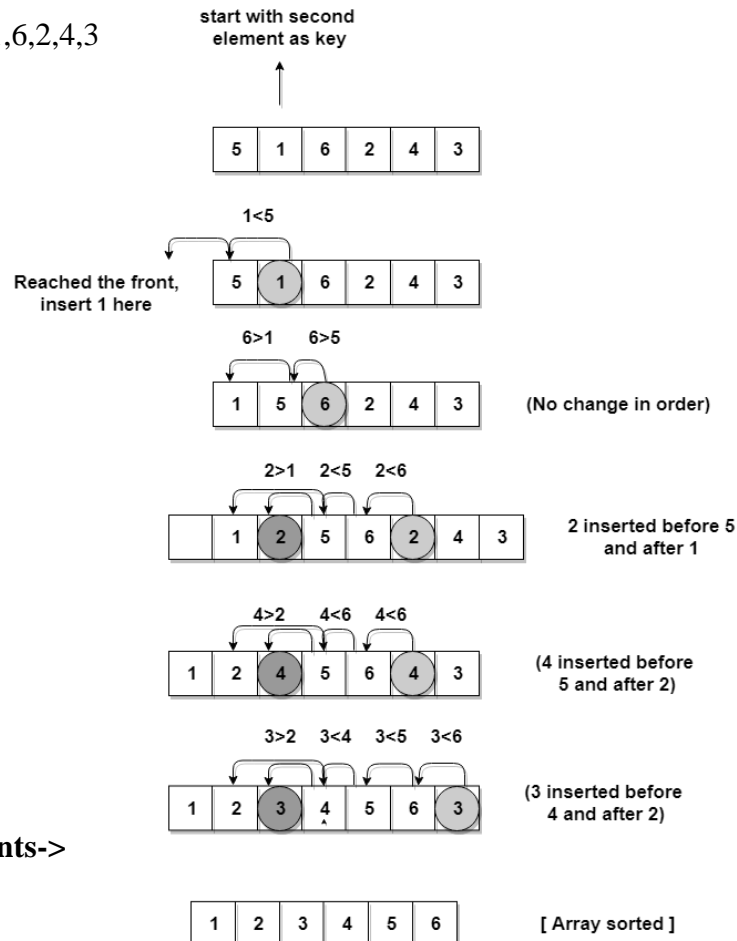 start with second
element as key
,6,2,4,3
5 1 6 2 4 3
1<5
Reached the front,
insert 1 here
5 1 6 2 4 3
6>1 6>5
1 5 6 2 4 3
(No change in order)
2>1 2<5 2<6
1 2 5 6 2 4 3
2 inserted before 5
and after 1
4>2 4<6 4<6
1 2 4 5 6 4 3
(4 inserted before
5 and after 2)
3>2 3<4 3<5 3<6
1 2 3 4 5 6 3
(3 inserted before
4 and after 2)
nts->
1 2 3 4 5 6
[ Array sorted ]